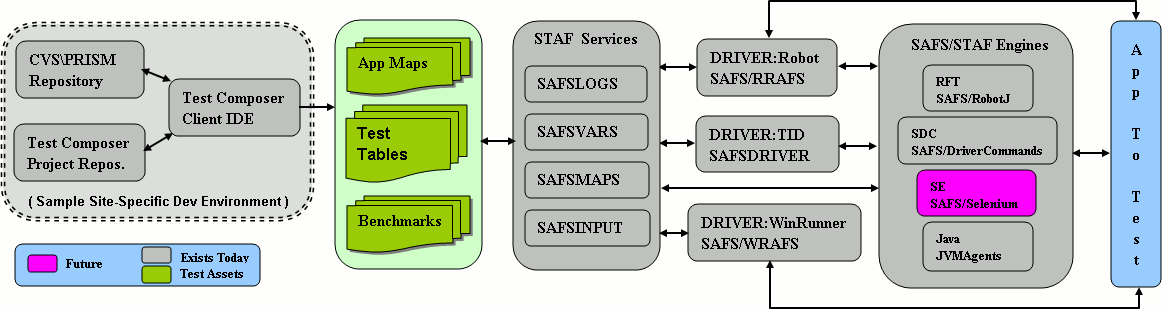 CVS\PRISM
Repository
Test Composer
Client IDE
Test Composer
Project Repos.
( Sample Site-Specific Dev Environment )
Future
Exists Today
Test Assets
App Maps
Test
Tables
Benchmarks
STAF Services
SAFSLOGS
SAFSVARS
SAFSMAPS
SAFSINPUT
DRIVER:Robot
SAFS/RRAFS
DRIVER:TID
SAFSDRIVER
DRIVER:WinRunner
SAFS/WRAFS
SAFS/STAF Engines
RFT
SAFS/RobotJ
SDC
SAFS/DriverCommands
SE
SAFS/Selenium
Java
JVMAgents
App To Test